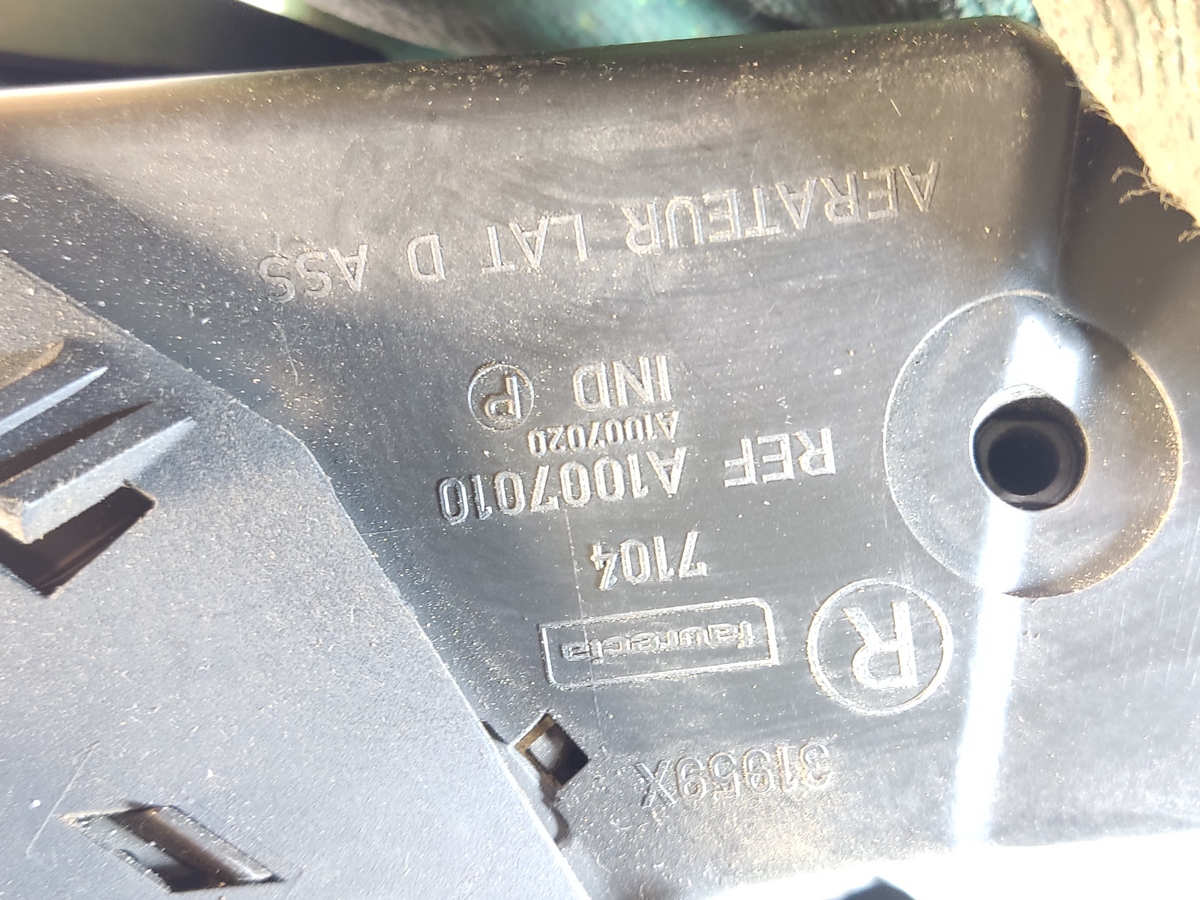 31959X
R faurecia
7104
REF A1007010
A1007020
IND P
AERATEUR LAT D ASS